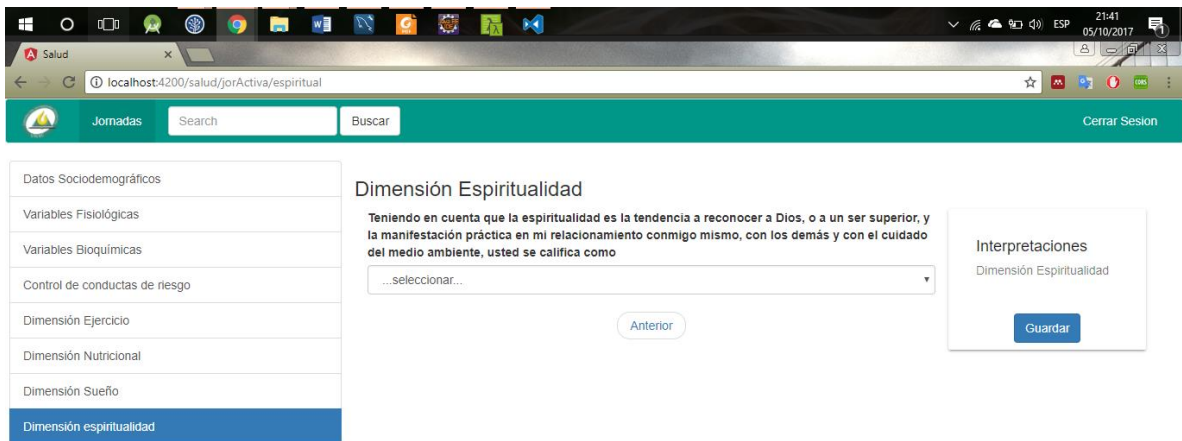 ESP
21:41
05/10/2017
Salud
localhost:4200/salud/jorActiva/espiritual
Jornadas
Search
Buscar
Cerrar Sesion
Datos Sociodemográficos
Variables Fisiológicas
Variables Bioquímicas
Control de conductas de riesgo
Dimensión Ejercicio
Dimensión Nutricional
Dimensión Sueño
Dimensión espiritualidad
Dimensión Espiritualidad
Teniendo en cuenta que la espiritualidad es la tendencia a reconocer a Dios, o a un ser superior, y
la manifestación práctica en mi relacionamiento conmigo mismo, con los demás y con el cuidado
del medio ambiente, usted se califica como
...seleccionar...
Anterior
Interpretaciones
Dimensión Espiritualidad
Guardar